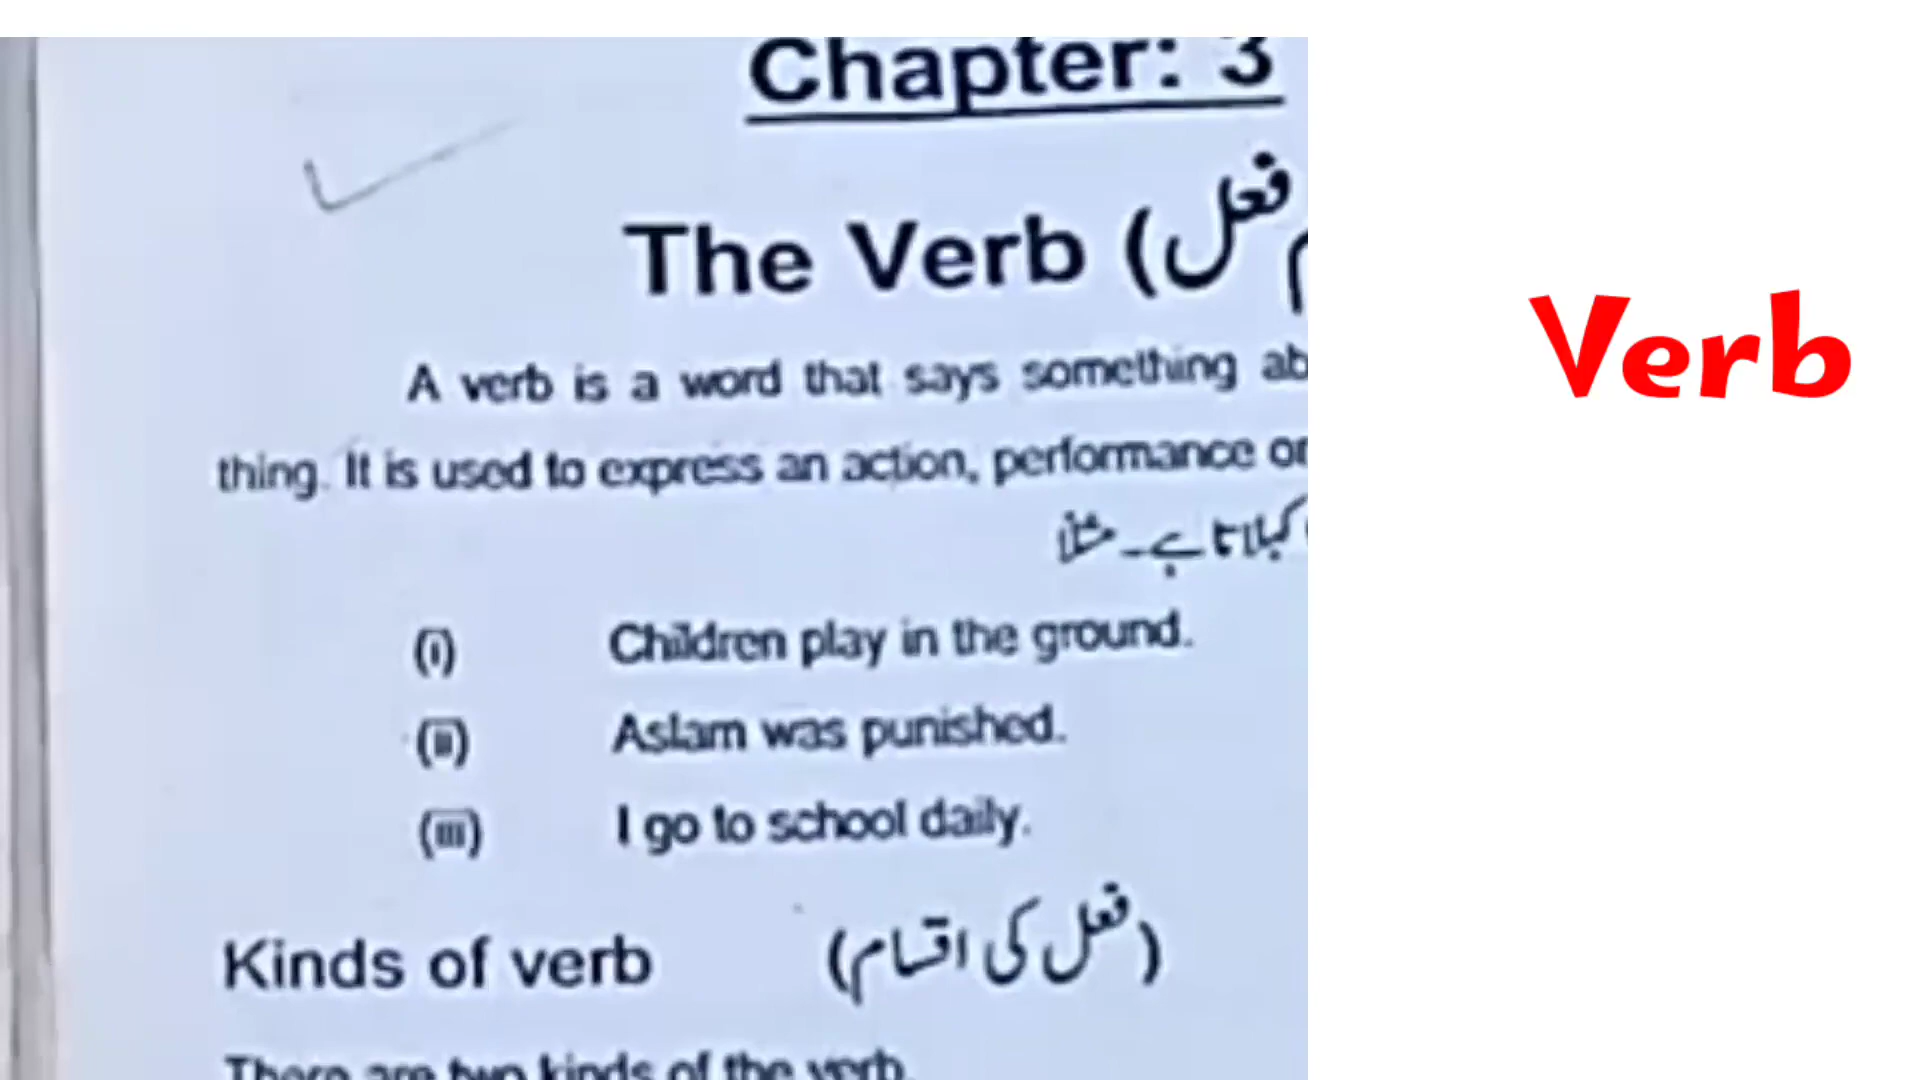 Chapter: 3
The Verb (فعل
A verb is a word that says something ab
thing. It is used to express an action, performance or
کہلاتا ہے۔ مثلاً
(i) Children play in the ground.
(ii) Aslam was punished.
(iii) I go to school daily.
Kinds of verb (فعل کی اقسام)
There are two kinds of the verb.
Verb